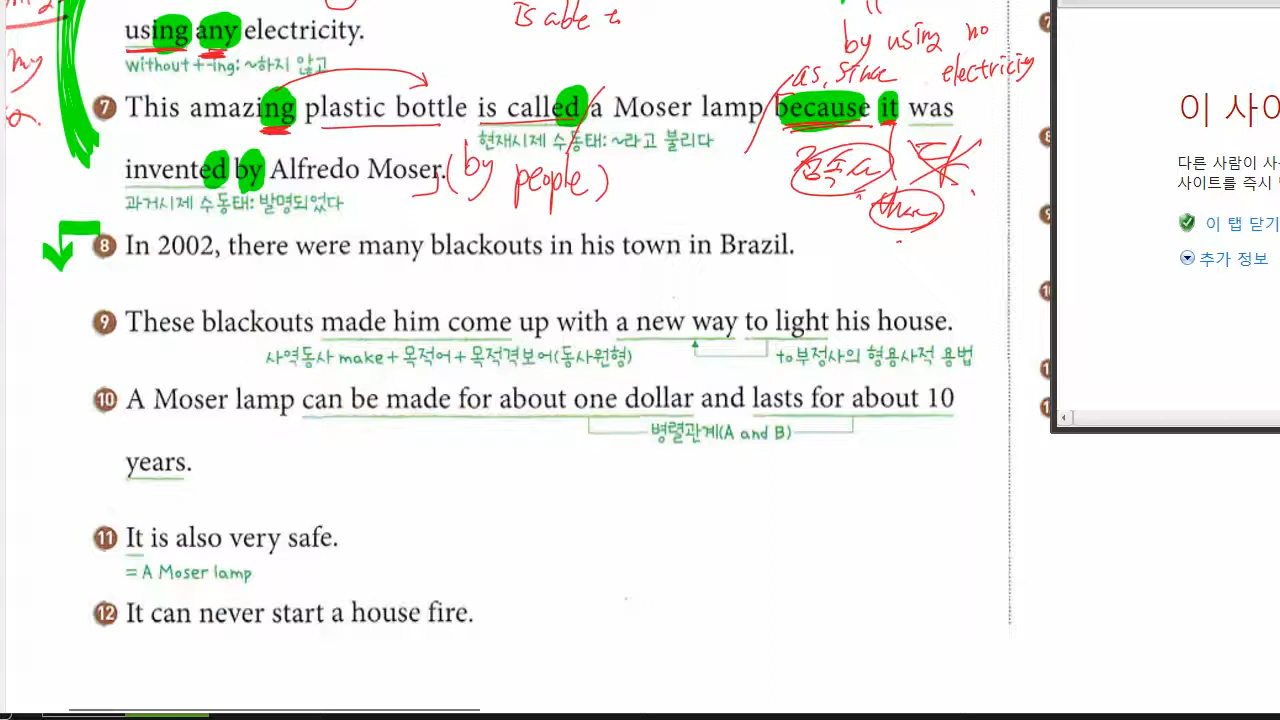 Is able t
using any electricity.
without + -ing: ~하지 않고
by using no
electricity
as, since
my
⑦ This amazing plastic bottle is called a Moser lamp because it was
현재시제 수동태: ~라고 불리다
접속사
they
invented by Alfredo Moser.
(by people)
과거시제 수동태: 발명되었다
⑧ In 2002, there were many blackouts in his town in Brazil.
⑨ These blackouts made him come up with a new way to light his house.
사역동사 make + 목적어 + 목적격보어(동사원형)
to부정사의 형용사적 용법
⑩ A Moser lamp can be made for about one dollar and lasts for about 10
병렬관계(A and B)
years.
⑪ It is also very safe.
= A Moser lamp
⑫ It can never start a house fire.
이 사이
다른 사람이 사
사이트를 즉시
이 탭 닫기
추가 정보